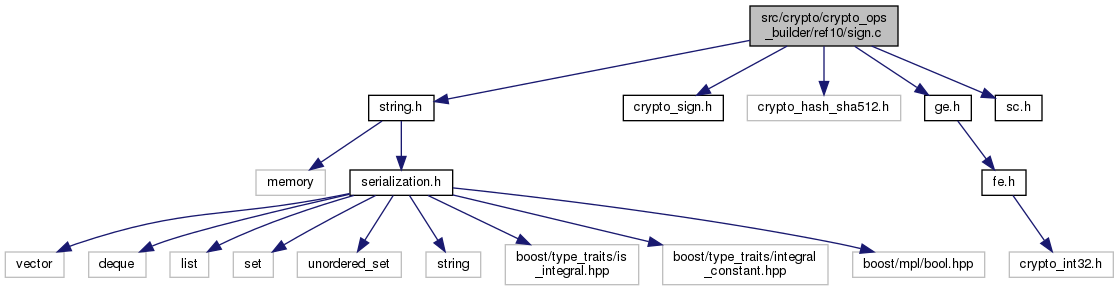 src/crypto/crypto_ops
_builder/ref10/sign.c
string.h
crypto_sign.h
crypto_hash_sha512.h
ge.h
sc.h
memory
serialization.h
fe.h
vector
deque
list
set
unordered_set
string
boost/type_traits/is
_integral.hpp
boost/type_traits/integral
_constant.hpp
boost/mpl/bool.hpp
crypto_int32.h